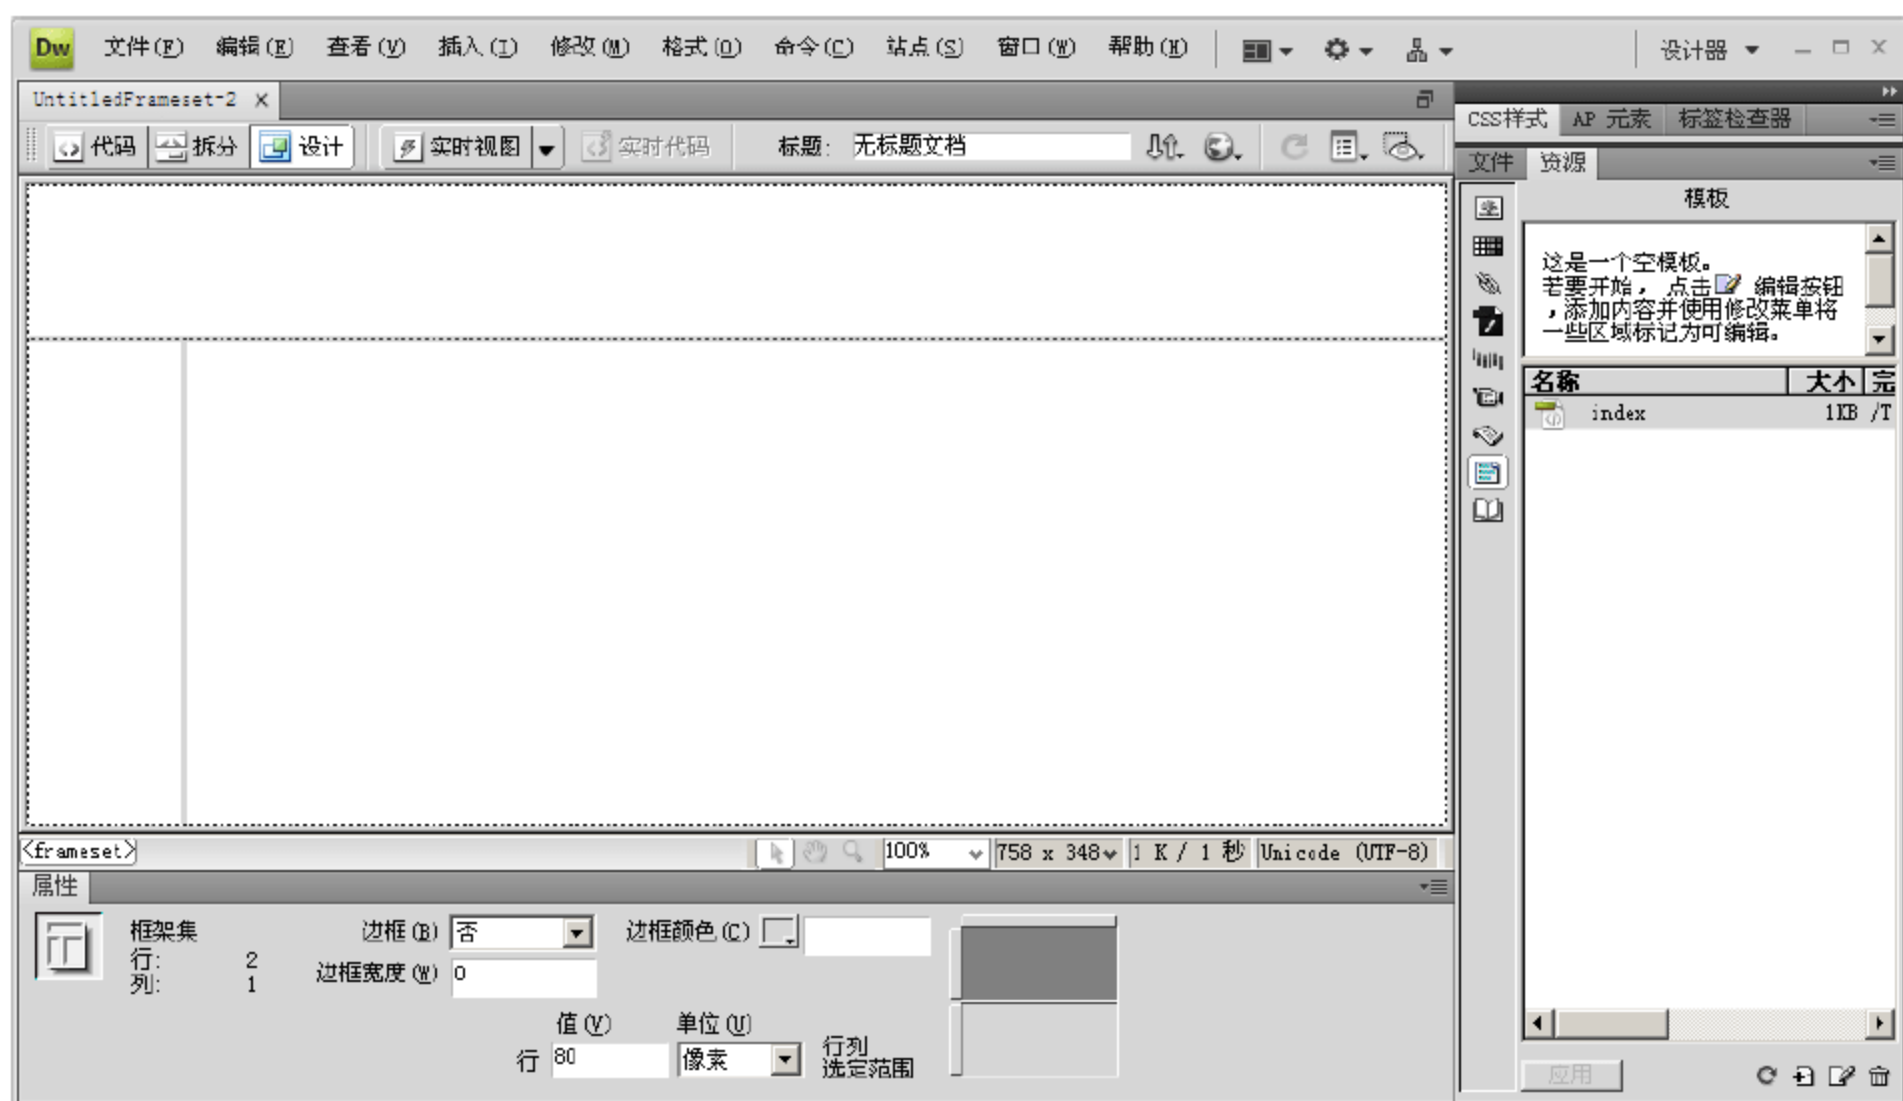 Dw 文件(F) 编辑(E) 查看(V) 插入(I) 修改(M) 格式(O) 命令(C) 站点(S) 窗口(W) 帮助(H) 设计器
UntitledFrameset-2
代码 拆分 设计 实时视图 实时代码 标题: 无标题文档
CSS样式 AP 元素 标签检查器
文件 资源
模板
这是一个空模板。
若要开始, 点击 编辑按钮
,添加内容并使用修改菜单将
一些区域标记为可编辑。
名称 大小 完
index 1KB /T
<frameset> 100% 758 x 348 1 K / 1 秒 Unicode (UTF-8)
属性
框架集 边框(B) 否 边框颜色(C)
行: 2
列: 1
边框宽度(W) 0
值(V) 单位(U)
行 80 像素 行列
选定范围
应用